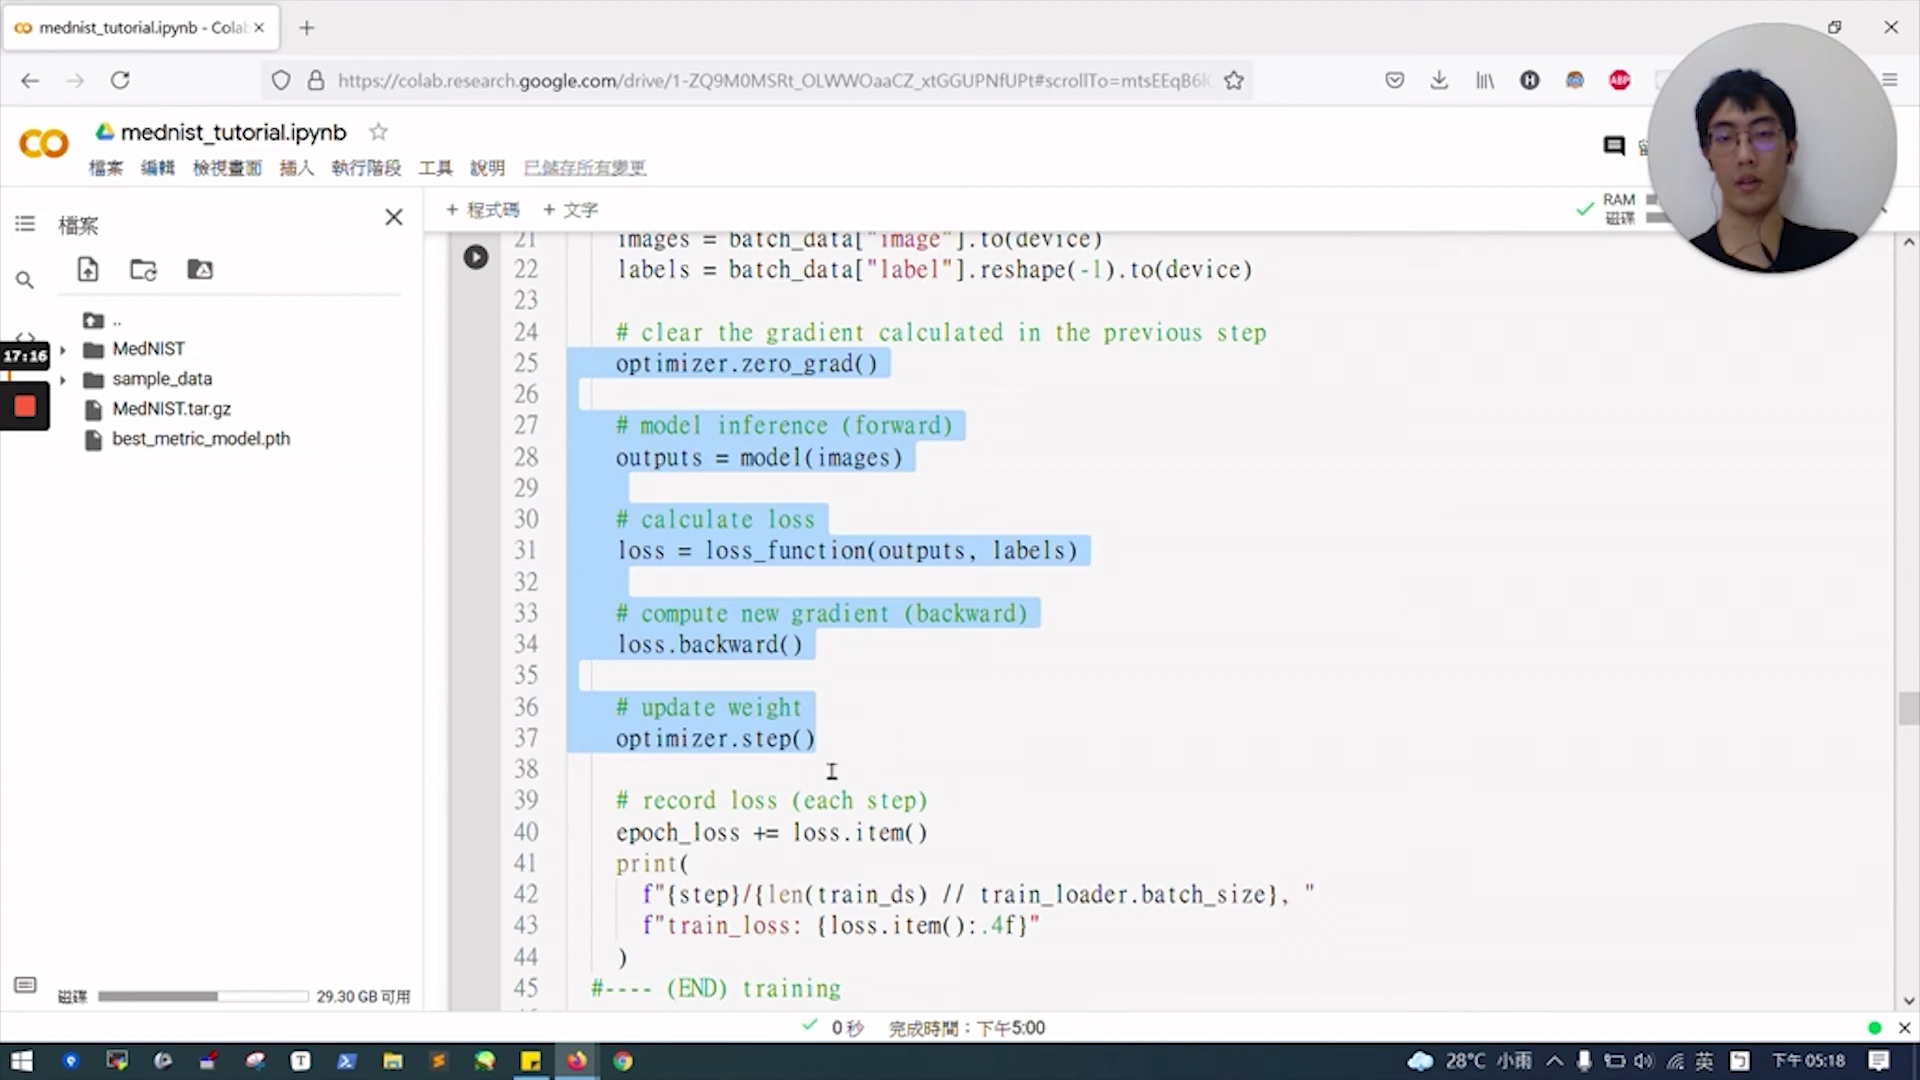 mednist_tutorial.ipynb - Colab
https://colab.research.google.com/drive/1-ZQ9M0MSRt_OLWWOaaCZ_xtGGUPNfUPt#scrollTo=mtsEEqB6l
ABP
mednist_tutorial.ipynb
檔案 編輯 檢視畫面 插入 執行階段 工具 說明 已儲存所有變更
檔案
+ 程式碼 + 文字
RAM
磁碟
..
MedNIST
sample_data
MedNIST.tar.gz
best_metric_model.pth
17:16
21 images = batch_data["image"].to(device)
22 labels = batch_data["label"].reshape(-1).to(device)
23
24 # clear the gradient calculated in the previous step
25 optimizer.zero_grad()
26
27 # model inference (forward)
28 outputs = model(images)
29
30 # calculate loss
31 loss = loss_function(outputs, labels)
32
33 # compute new gradient (backward)
34 loss.backward()
35
36 # update weight
37 optimizer.step()
38
39 # record loss (each step)
40 epoch_loss += loss.item()
41 print(
42 f"{step}/{len(train_ds) // train_loader.batch_size}, "
43 f"train_loss: {loss.item():.4f}"
44 )
45 #---- (END) training
磁碟 29.30 GB 可用
0 秒 完成時間：下午5:00
28°C 小雨 英 下午 05:18